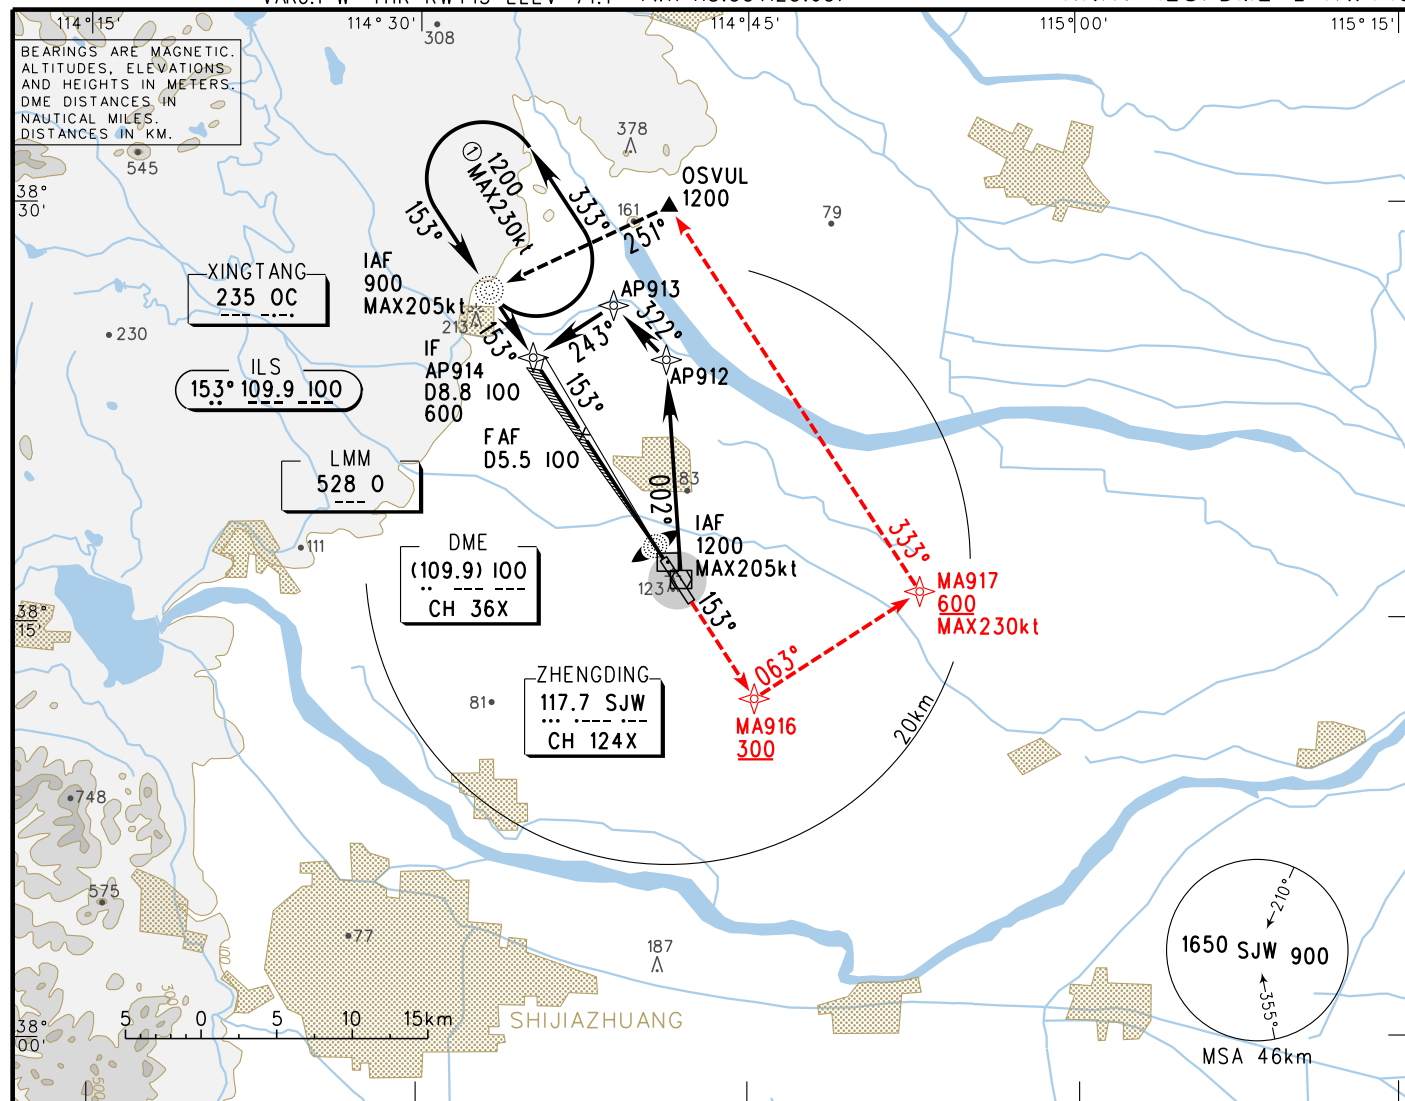 114°15'
114°30'
114°45'
115°00'
115°15'
BEARINGS ARE MAGNETIC.
ALTITUDES, ELEVATIONS
AND HEIGHTS IN METERS.
DME DISTANCES IN
NAUTICAL MILES.
DISTANCES IN KM.
308
545
378
38°
30'
OSVUL
1200
161
251°
79
① 1200
MAX230kt
333°
153°
IAF
900
MAX205kt
XINGTANG
235 OC
213
AP913
322°
243°
153°
230
IF
AP914
D8.8 100
600
AP912
ILS
153° 109.9 100
153°
FAF
D5.5 100
LMM
528 O
83
002°
IAF
1200
MAX205kt
111
DME
(109.9) 100
CH 36X
123
153°
333°
MA917
600
MAX230kt
38°
15'
063°
ZHENGDING
117.7 SJW
CH 124X
81
MA916
300
20km
748
575
77
187
210°
1650 SJW 900
355°
MSA 46km
38°
00'
5 0 5 10 15km
SHIJIAZHUANG